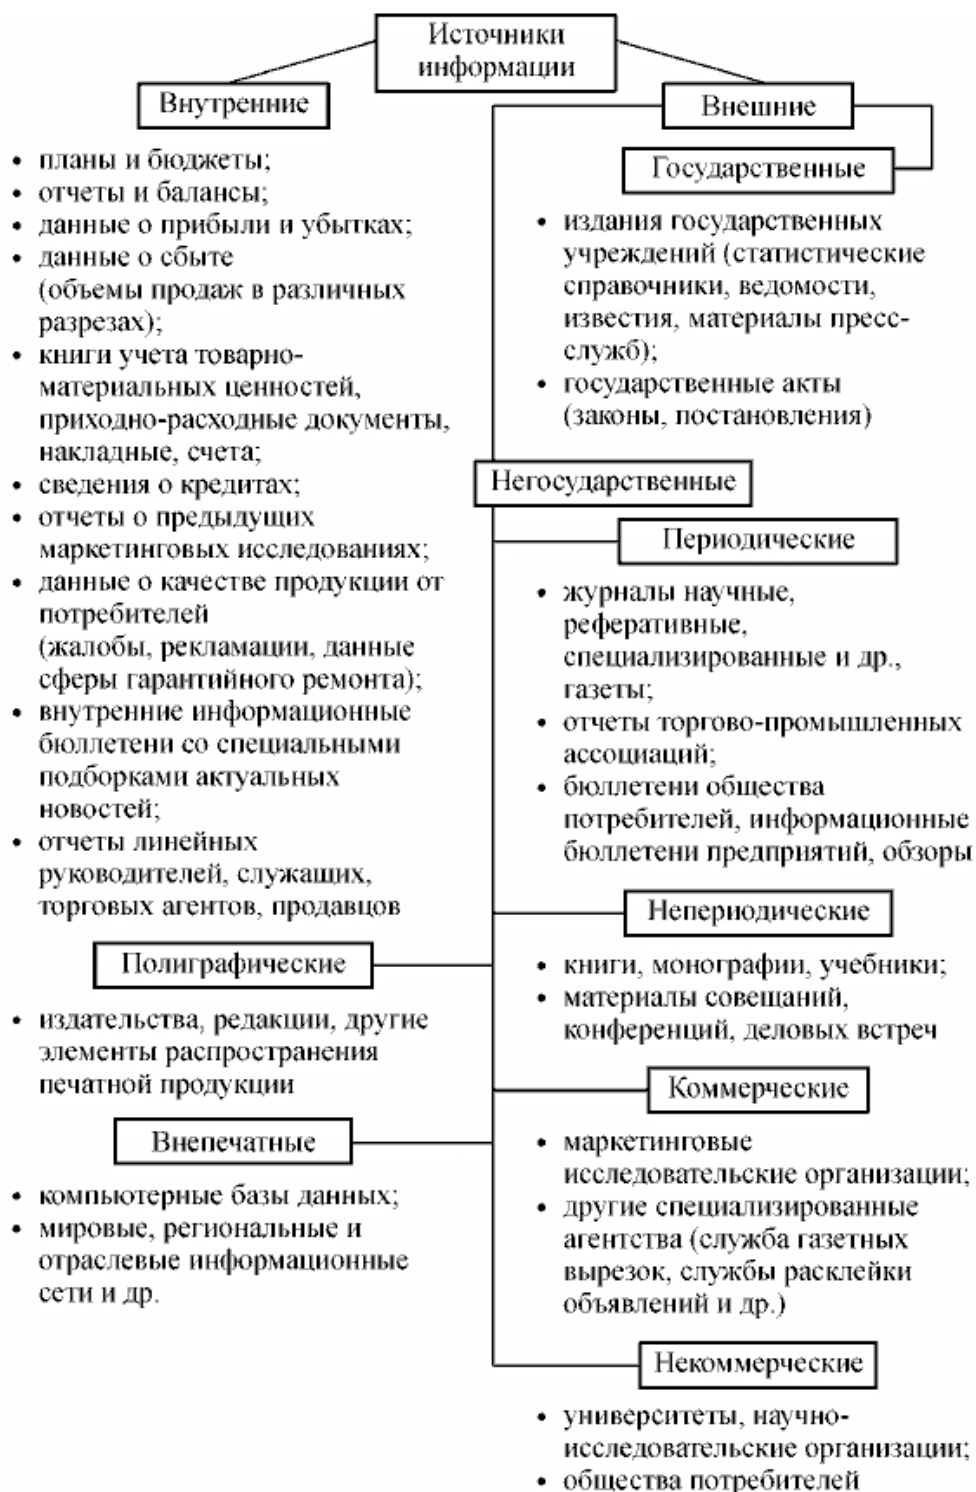 Источники
информации
Внутренние
• планы и бюджеты;
• отчеты и балансы;
• данные о прибыли и убытках;
• данные о сбыте
(объемы продаж в различных
разрезах);
• книги учета товарно-
материальных ценностей,
приходно-расходные документы,
накладные, счета;
• сведения о кредитах;
• отчеты о предыдущих
маркетинговых исследованиях;
• данные о качестве продукции от
потребителей
(жалобы, рекламации, данные
сферы гарантийного ремонта);
• внутренние информационные
бюллетени со специальными
подборками актуальных
новостей;
• отчеты линейных
руководителей, служащих,
торговых агентов, продавцов
Внешние
Государственные
• издания государственных
учреждений (статистические
справочники, ведомости,
известия, материалы пресс-
служб);
• государственные акты
(законы, постановления)
Негосударственные
Периодические
• журналы научные,
реферативные,
специализированные и др.,
газеты;
• отчеты торгово-промышленных
ассоциаций;
• бюллетени общества
потребителей, информационные
бюллетени предприятий, обзоры
Непериодические
• книги, монографии, учебники;
• материалы совещаний,
конференций, деловых встреч
Полиграфические
• издательства, редакции, другие
элементы распространения
печатной продукции
Внепечатные
• компьютерные базы данных;
• мировые, региональные и
отраслевые информационные
сети и др.
Коммерческие
• маркетинговые
исследовательские организации;
• другие специализированные
агентства (служба газетных
вырезок, службы расклейки
объявлений и др.)
Некоммерческие
• университеты, научно-
исследовательские организации;
• общества потребителей